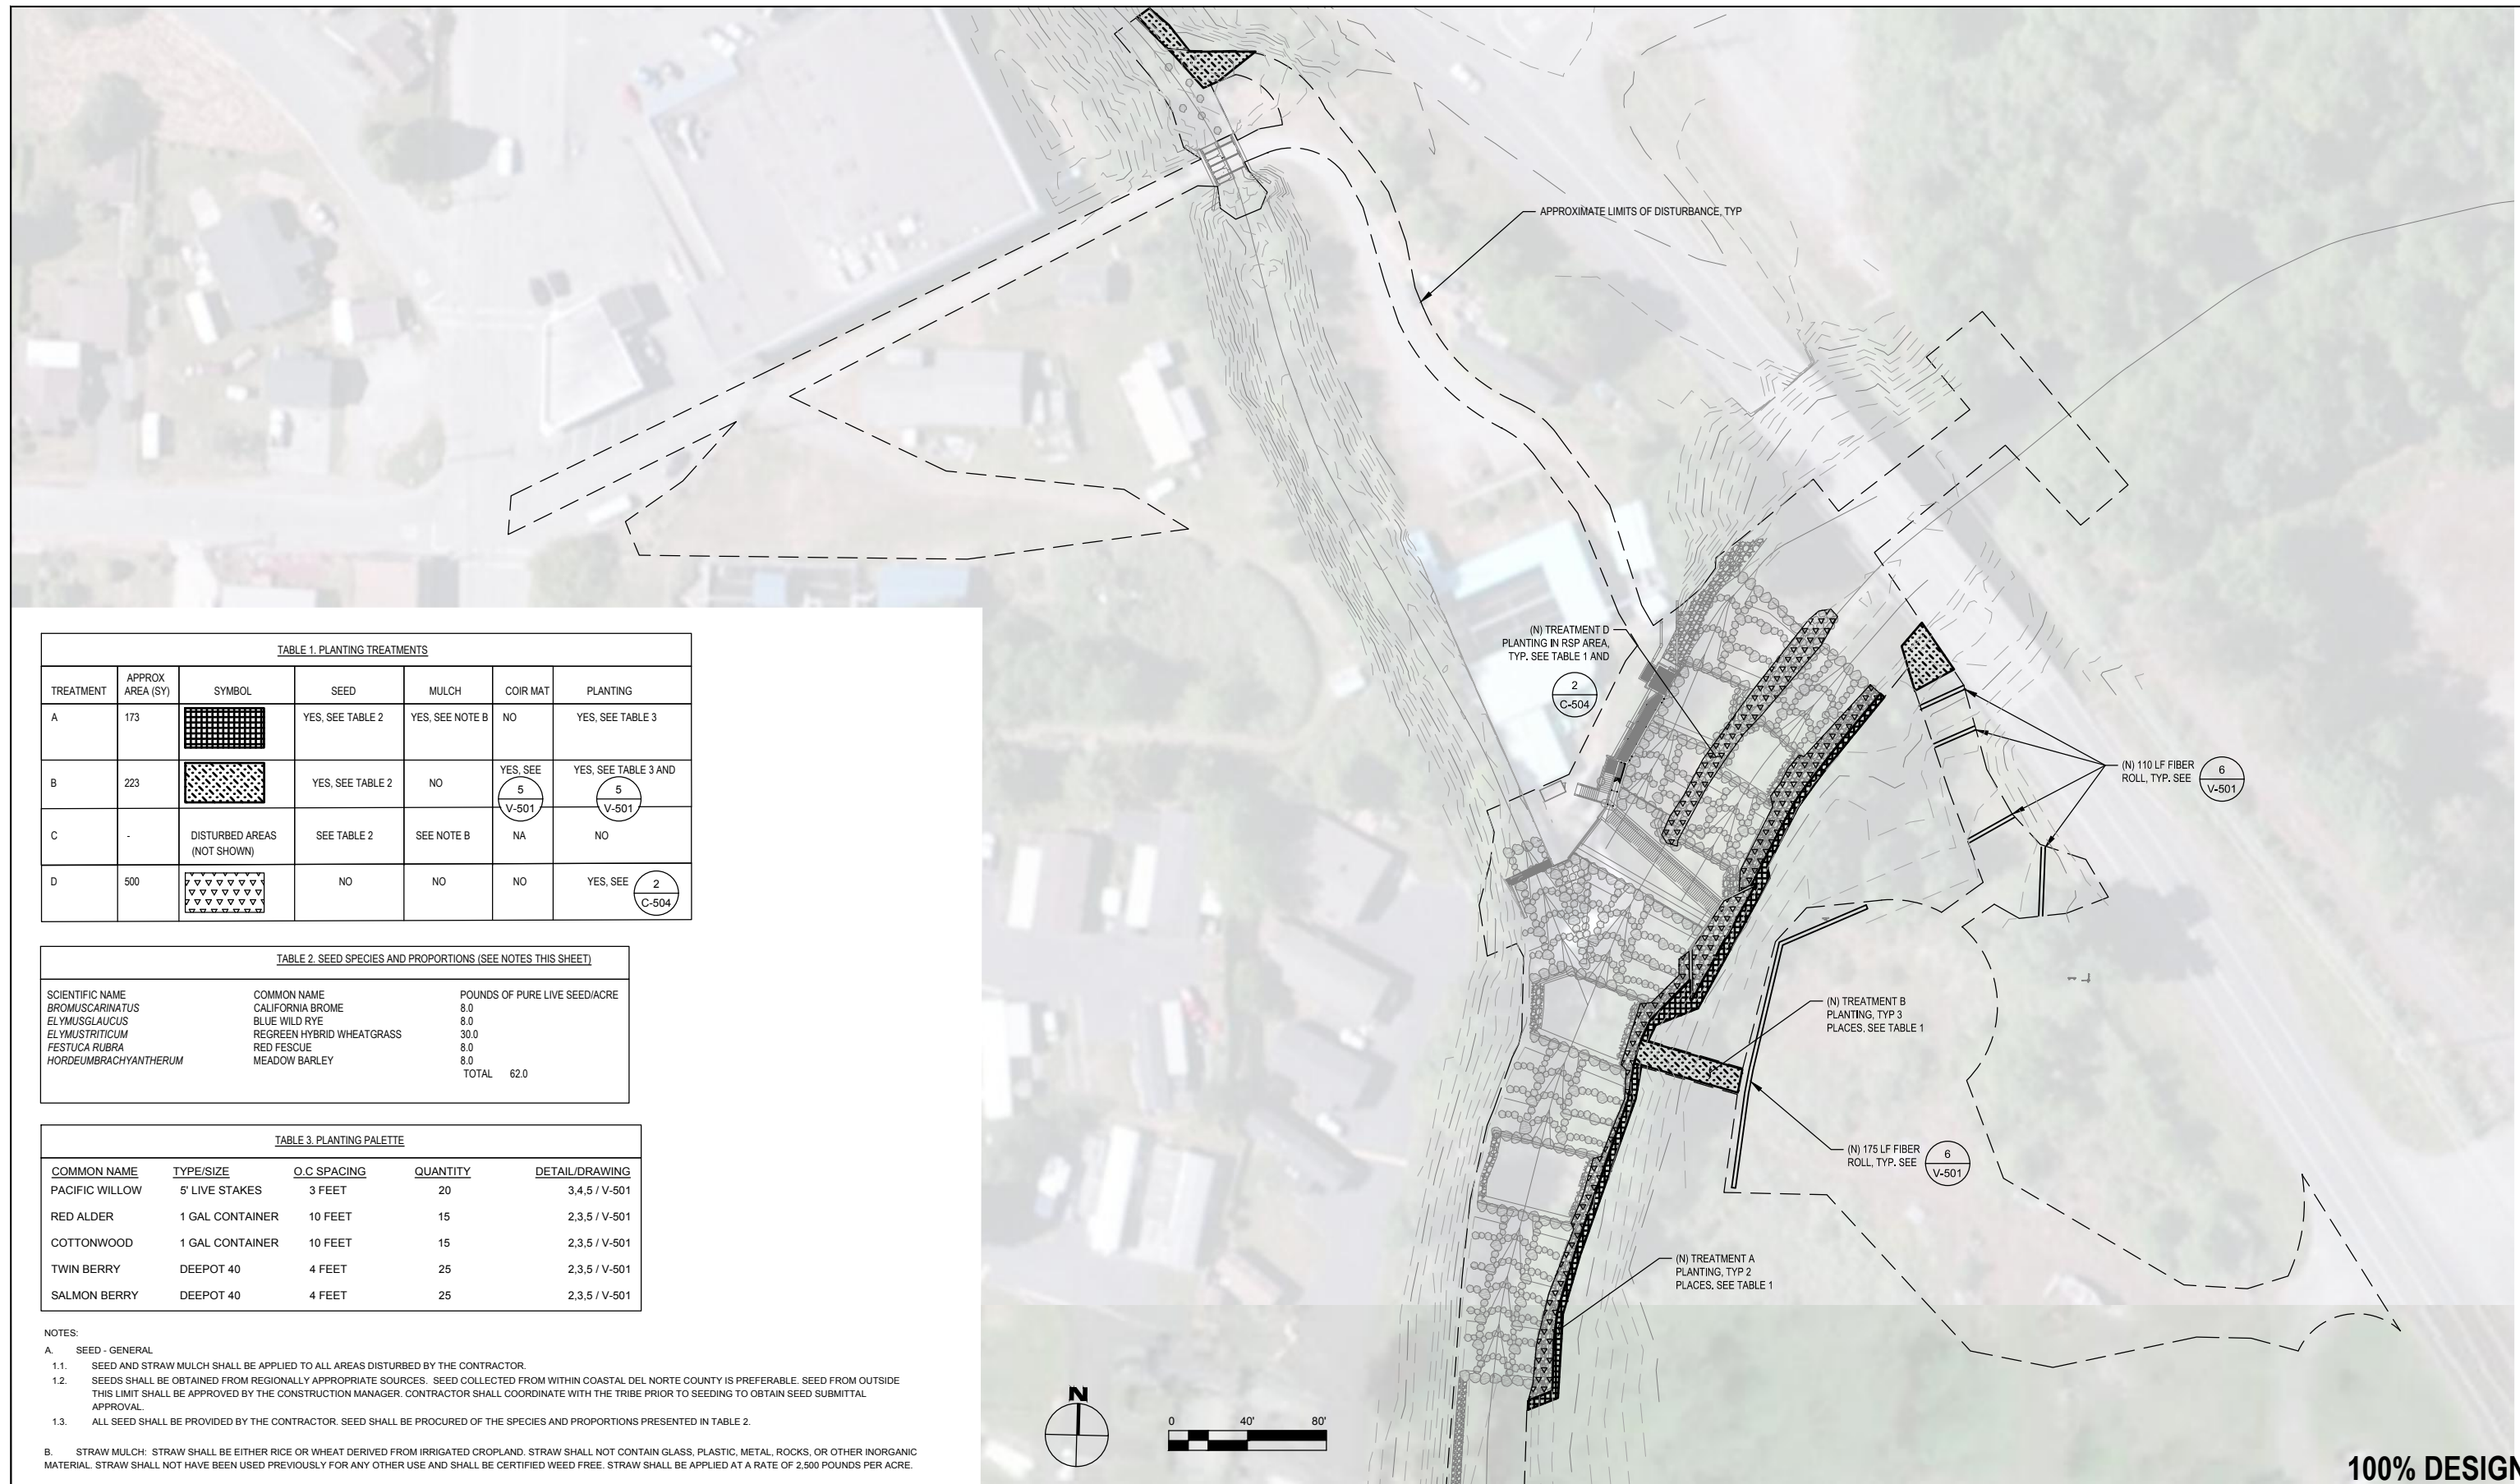 APPROXIMATE LIMITS OF DISTURBANCE, TYP
(N) TREATMENT D
PLANTING IN RSP AREA,
TYP. SEE TABLE 1 AND
2
C-504
(N) 110 LF FIBER
ROLL, TYP. SEE
6
V-501
(N) TREATMENT B
PLANTING, TYP 3
PLACES, SEE TABLE 1
(N) 175 LF FIBER
ROLL, TYP. SEE
6
V-501
(N) TREATMENT A
PLANTING, TYP 2
PLACES, SEE TABLE 1
TABLE 1. PLANTING TREATMENTS
TREATMENT APPROX AREA (SY) SYMBOL SEED MULCH COIR MAT PLANTING
A 173 YES, SEE TABLE 2 YES, SEE NOTE B NO YES, SEE TABLE 3
B 223 YES, SEE TABLE 2 NO YES, SEE 5 V-501 YES, SEE TABLE 3 AND 5 V-501
C - DISTURBED AREAS (NOT SHOWN) SEE TABLE 2 SEE NOTE B NA NO
D 500 NO NO NO YES, SEE 2 C-504
TABLE 2. SEED SPECIES AND PROPORTIONS (SEE NOTES THIS SHEET)
SCIENTIFIC NAME COMMON NAME POUNDS OF PURE LIVE SEED/ACRE
BROMUSCARINATUS CALIFORNIA BROME 8.0
ELYMUSGLAUCUS BLUE WILD RYE 8.0
ELYMUSTRITICUM REGREEN HYBRID WHEATGRASS 30.0
FESTUCA RUBRA RED FESCUE 8.0
HORDEUMBRACHYANTHERUM MEADOW BARLEY 8.0
TOTAL 62.0
TABLE 3. PLANTING PALETTE
COMMON NAME TYPE/SIZE O.C SPACING QUANTITY DETAIL/DRAWING
PACIFIC WILLOW 5' LIVE STAKES 3 FEET 20 3,4,5 / V-501
RED ALDER 1 GAL CONTAINER 10 FEET 15 2,3,5 / V-501
COTTONWOOD 1 GAL CONTAINER 10 FEET 15 2,3,5 / V-501
TWIN BERRY DEEPOT 40 4 FEET 25 2,3,5 / V-501
SALMON BERRY DEEPOT 40 4 FEET 25 2,3,5 / V-501
NOTES:
A. SEED - GENERAL
1.1. SEED AND STRAW MULCH SHALL BE APPLIED TO ALL AREAS DISTURBED BY THE CONTRACTOR.
1.2. SEEDS SHALL BE OBTAINED FROM REGIONALLY APPROPRIATE SOURCES. SEED COLLECTED FROM WITHIN COASTAL DEL NORTE COUNTY IS PREFERABLE. SEED FROM OUTSIDE
THIS LIMIT SHALL BE APPROVED BY THE CONSTRUCTION MANAGER. CONTRACTOR SHALL COORDINATE WITH THE TRIBE PRIOR TO SEEDING TO OBTAIN SEED SUBMITTAL
APPROVAL.
1.3. ALL SEED SHALL BE PROVIDED BY THE CONTRACTOR. SEED SHALL BE PROCURED OF THE SPECIES AND PROPORTIONS PRESENTED IN TABLE 2.
B. STRAW MULCH: STRAW SHALL BE EITHER RICE OR WHEAT DERIVED FROM IRRIGATED CROPLAND. STRAW SHALL NOT CONTAIN GLASS, PLASTIC, METAL, ROCKS, OR OTHER INORGANIC
MATERIAL. STRAW SHALL NOT HAVE BEEN USED PREVIOUSLY FOR ANY OTHER USE AND SHALL BE CERTIFIED WEED FREE. STRAW SHALL BE APPLIED AT A RATE OF 2,500 POUNDS PER ACRE.
N
0 40' 80'
100% DESIGN